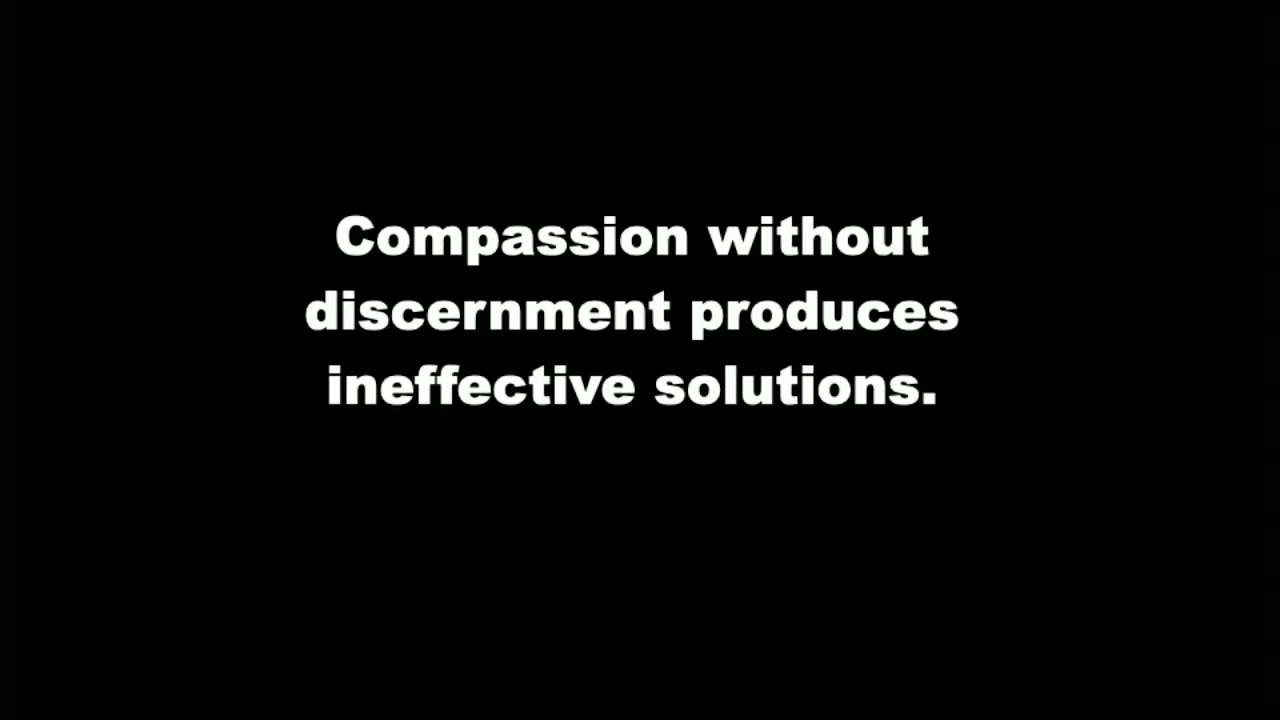 Compassion without
discernment produces
ineffective solutions.